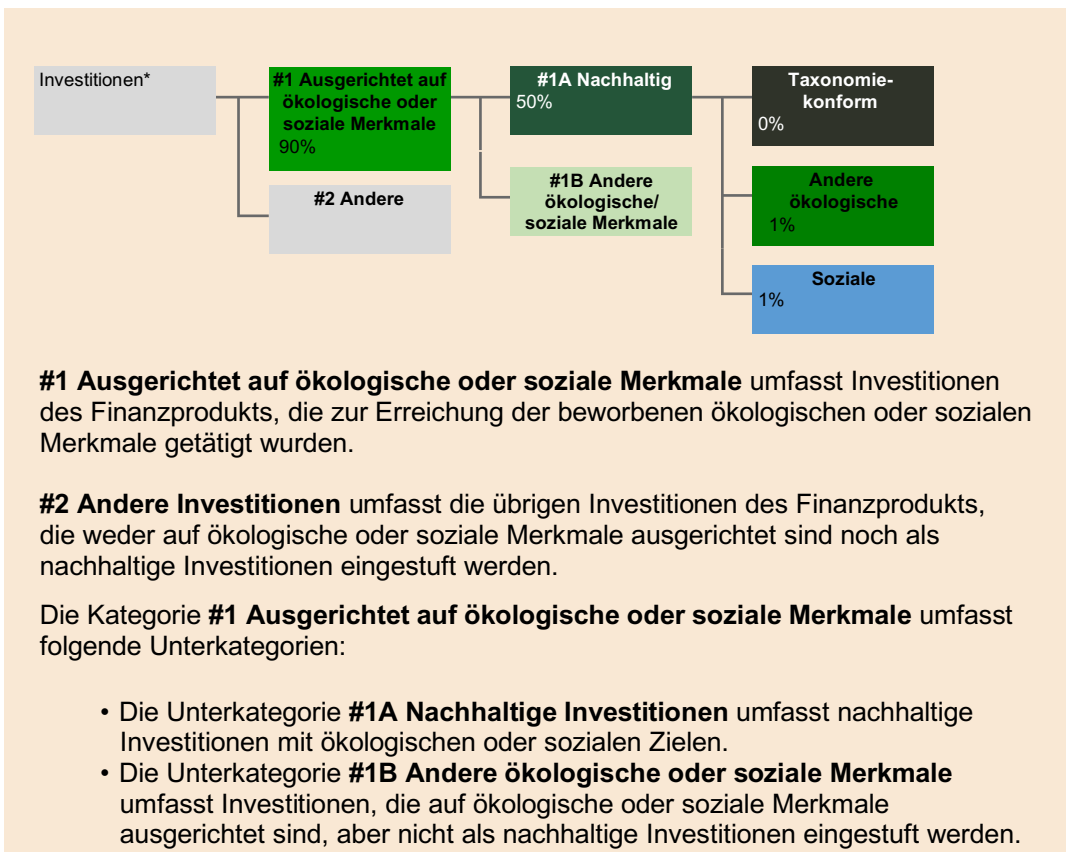 Investitionen*
#1 Ausgerichtet auf
ökologische oder
soziale Merkmale
90%
#2 Andere
#1A Nachhaltig
50%
#1B Andere
ökologische/
soziale Merkmale
Taxonomie-
konform
0%
Andere
ökologische
1%
Soziale
1%
#1 Ausgerichtet auf ökologische oder soziale Merkmale umfasst Investitionen
des Finanzprodukts, die zur Erreichung der beworbenen ökologischen oder sozialen
Merkmale getätigt wurden.
#2 Andere Investitionen umfasst die übrigen Investitionen des Finanzprodukts,
die weder auf ökologische oder soziale Merkmale ausgerichtet sind noch als
nachhaltige Investitionen eingestuft werden.
Die Kategorie #1 Ausgerichtet auf ökologische oder soziale Merkmale umfasst
folgende Unterkategorien:
• Die Unterkategorie #1A Nachhaltige Investitionen umfasst nachhaltige
Investitionen mit ökologischen oder sozialen Zielen.
• Die Unterkategorie #1B Andere ökologische oder soziale Merkmale
umfasst Investitionen, die auf ökologische oder soziale Merkmale
ausgerichtet sind, aber nicht als nachhaltige Investitionen eingestuft werden.